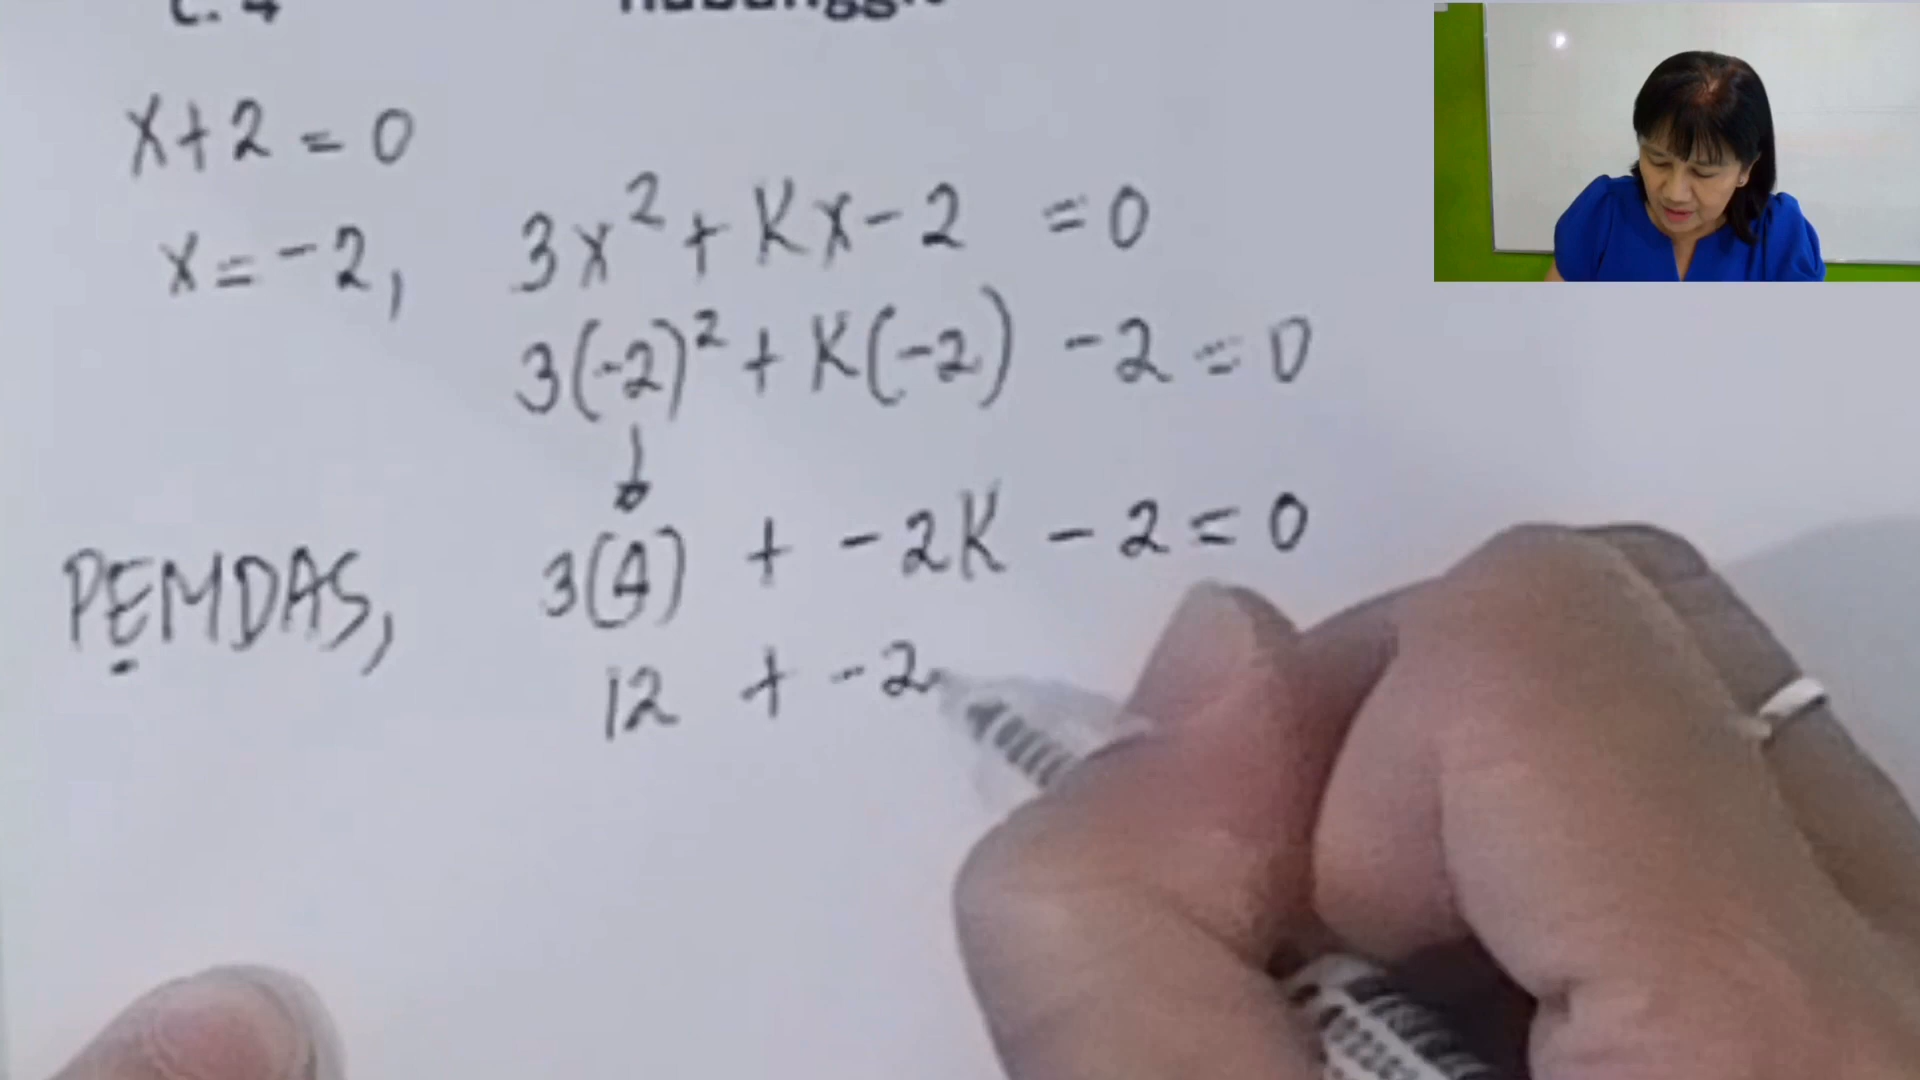 C. 4
x+2 = 0
3x² + Kx - 2 = 0
x = -2,
3(-2)² + K(-2) - 2 = 0
3(4) + -2K - 2 = 0
PEMDAS,
12 + -2